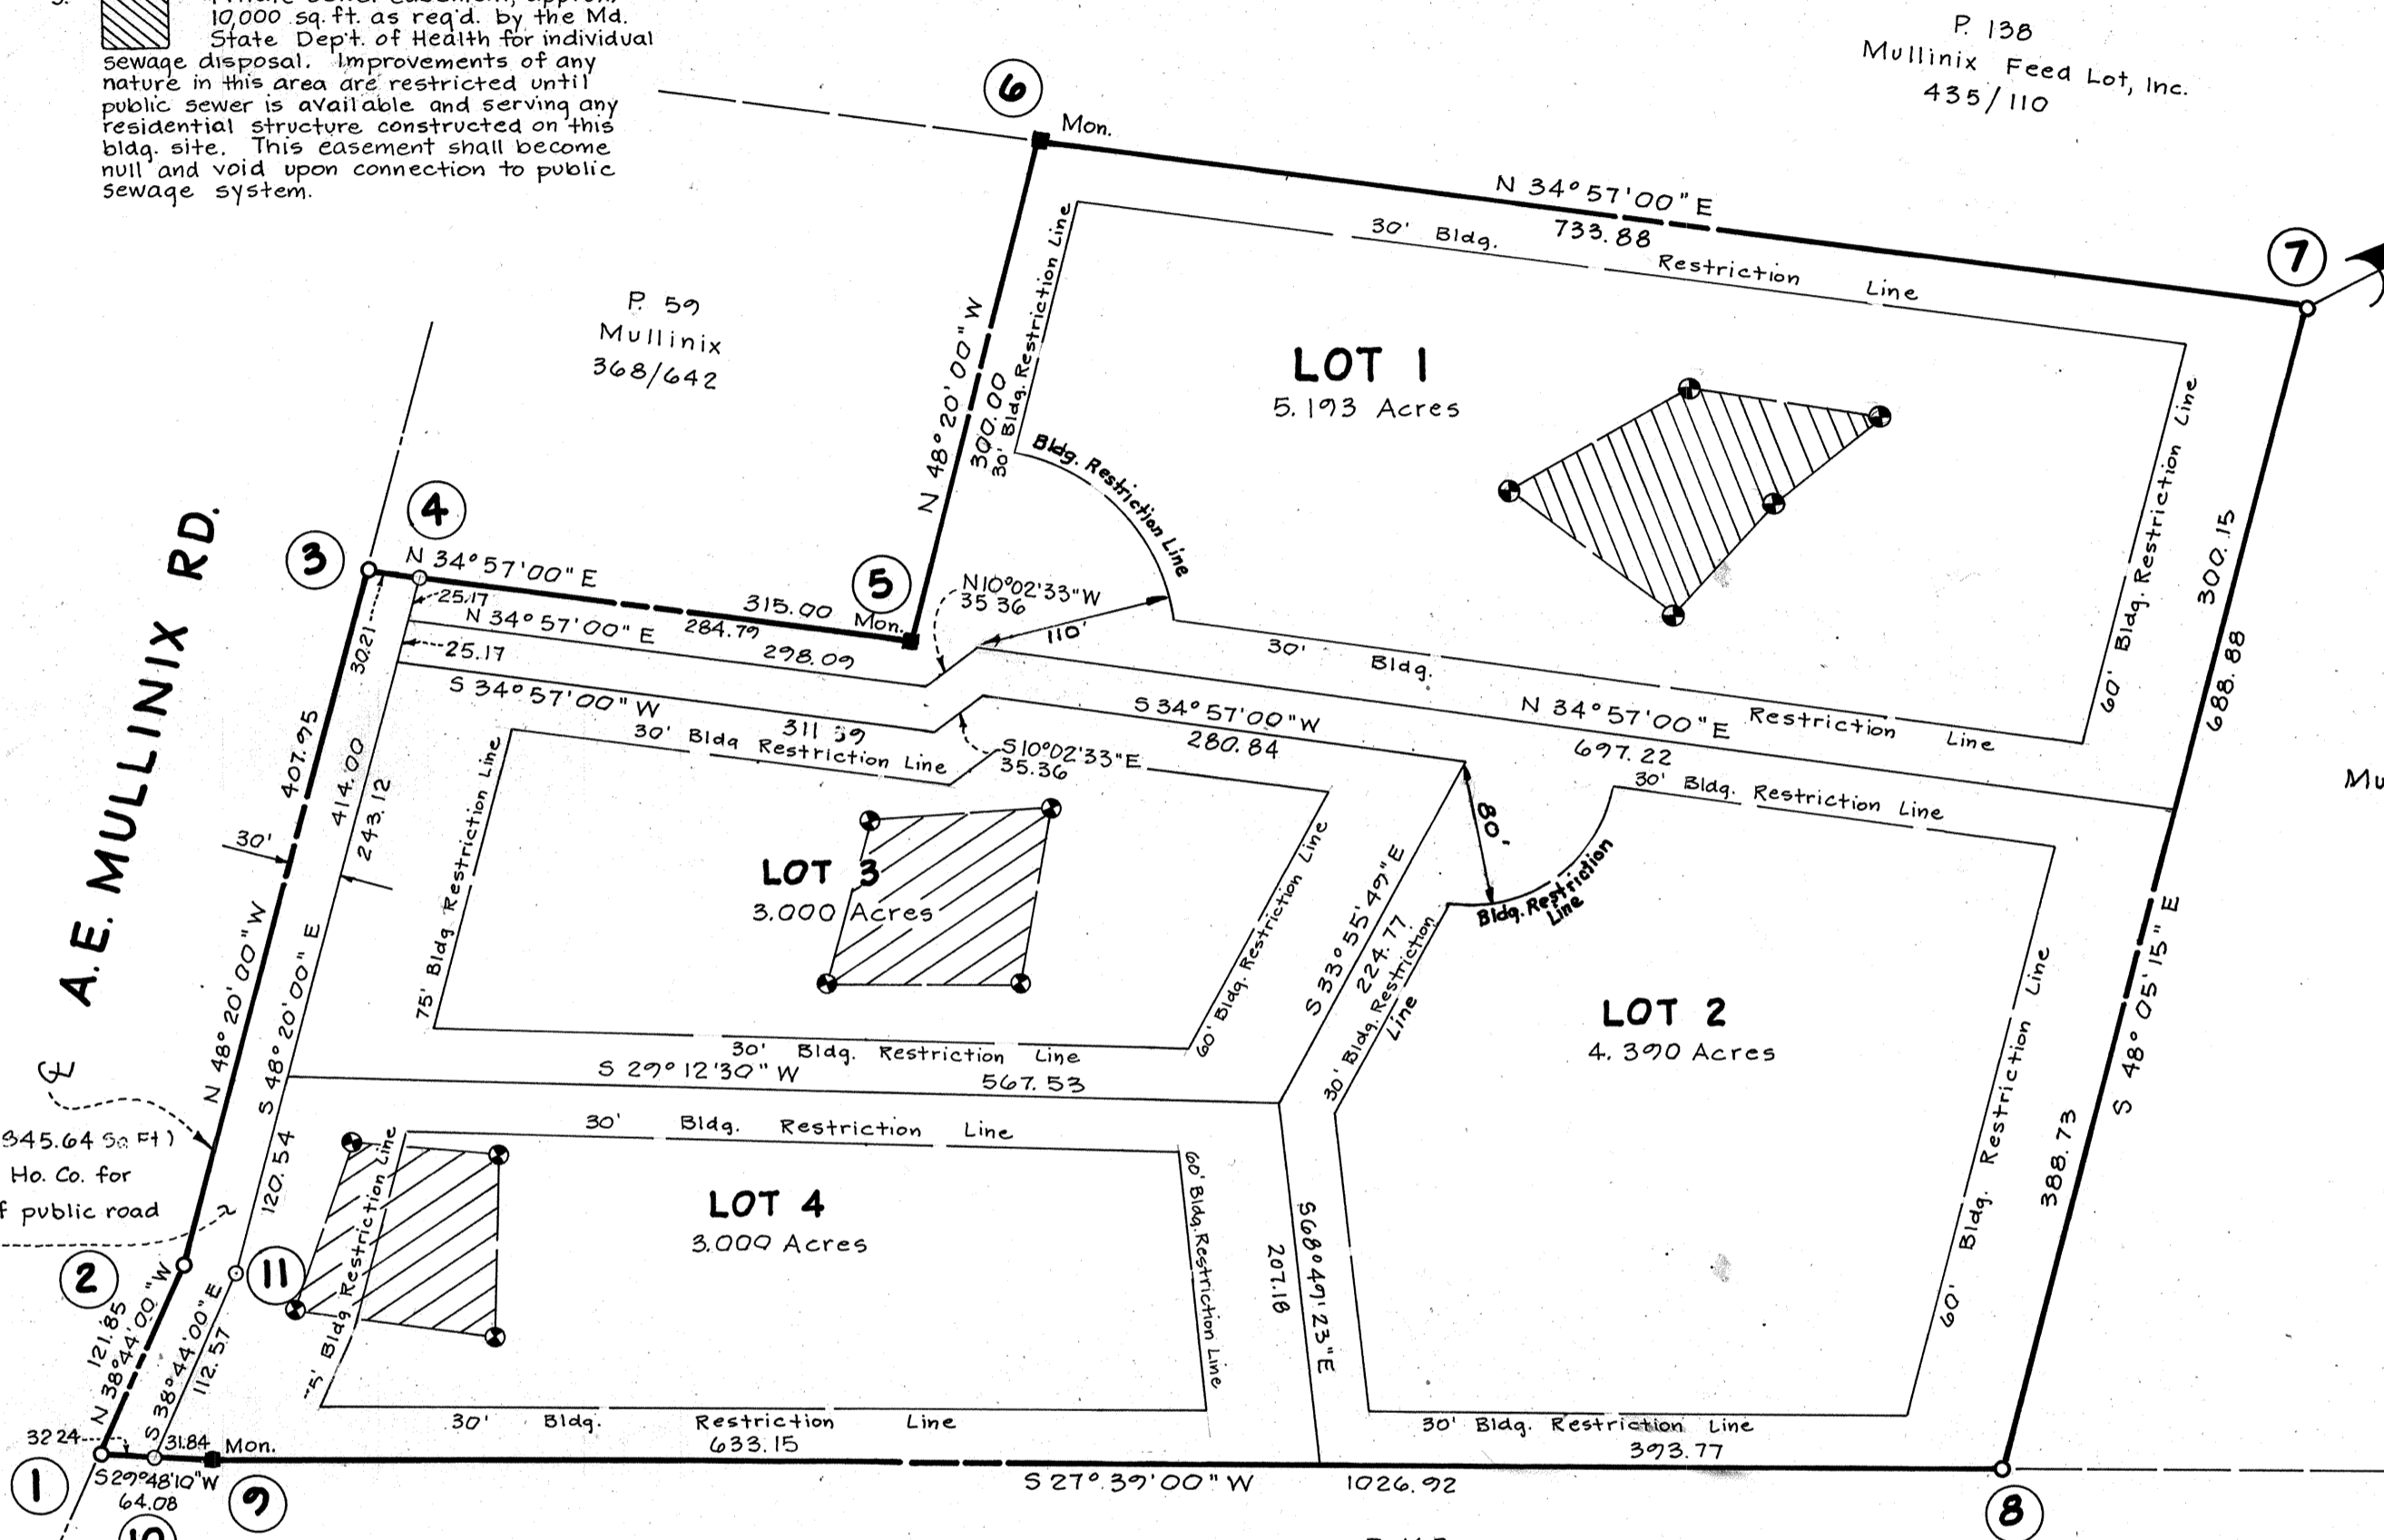 10,000 sq. ft. as req'd. by the Md.
State Dep't. of Health for individual
sewage disposal. Improvements of any
nature in this area are restricted until
public sewer is available and serving any
residential structure constructed on this
bldg. site. This easement shall become
null and void upon connection to public
sewage system.
P. 138
Mullinix Feed Lot, Inc.
435/110
6
Mon.
N 34°57'00" E
733.88
30' Bldg. Restriction Line
7
P. 59
Mullinix
368/642
N 48°20'00" W
300.00
30' Bldg. Restriction Line
LOT 1
5.193 Acres
Bldg. Restriction Line
60' Bldg. Restriction Line
300.15
688.88
S 48°05'15" E
388.73
A.E. MULLINIX RD.
3
4
N 34°57'00" E
315.00
284.79
5
Mon.
25.17
N 34°57'00" E
298.09
N10°02'33"W
35.36
110'
30' Bldg. Restriction Line
N 34°57'00" E
697.22
30.21
25.17
S 34°57'00" W
30' Bldg Restriction Line
S10°02'33"E
35.36
S 34°57'00" W
280.84
30' Bldg. Restriction Line
80'
Bldg. Restriction
Line
407.95
414.00
243.12
30'
75' Bldg Restriction Line
LOT 3
3.000 Acres
60' Bldg. Restriction Line
S 33°55'49" E
224.77
30' Bldg. Restriction
Line
LOT 2
4.390 Acres
60' Bldg. Restriction Line
Mu
N 48°20'00" W
S 48°20'00" E
30' Bldg. Restriction Line
S 29°12'30" W
567.53
30' Bldg. Restriction Line
345.64 Sq Ft)
Ho. Co. for
f public road
120.54
LOT 4
3.000 Acres
60' Bldg. Restriction Line
S68°49'23"E
207.18
2
11
121.85
N 38°44'00" W
S 38°44'00" E
112.57
Bldg Restriction Line
30' Bldg. Restriction Line
633.15
30' Bldg. Restriction Line
393.77
32.24
31.84
Mon.
1
S29°48'10"W
64.08
9
S 27°39'00" W
1026.92
8